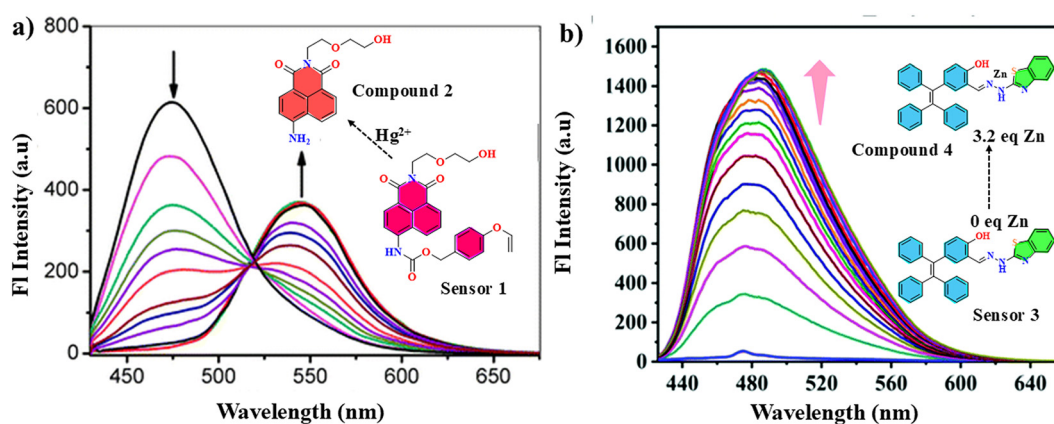 a)
Fl Intensity (a.u)
800
600
400
200
0
450
500
550
600
650
Wavelength (nm)
OH
O
N
O
O
Compound 2
NH2
Hg2+
OH
O
N
O
O
HN
O
O
O
Sensor 1
b)
Fl Intensity (a.u)
1600
1400
1200
1000
800
600
400
200
0
440
480
520
560
600
640
Wavelength (nm)
OH
Zn
S
N
N
H
N
Compound 4
3.2 eq Zn
0 eq Zn
OH
S
N
N
H
N
Sensor 3